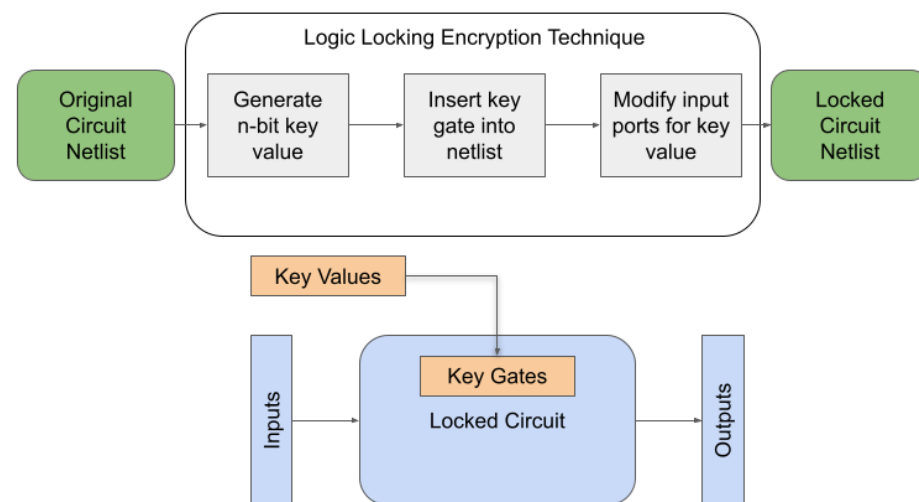 Logic Locking Encryption Technique
Original
Circuit
Netlist
Generate
n-bit key
value
Insert key
gate into
netlist
Modify input
ports for key
value
Locked
Circuit
Netlist
Key Values
Inputs
Key Gates
Locked Circuit
Outputs